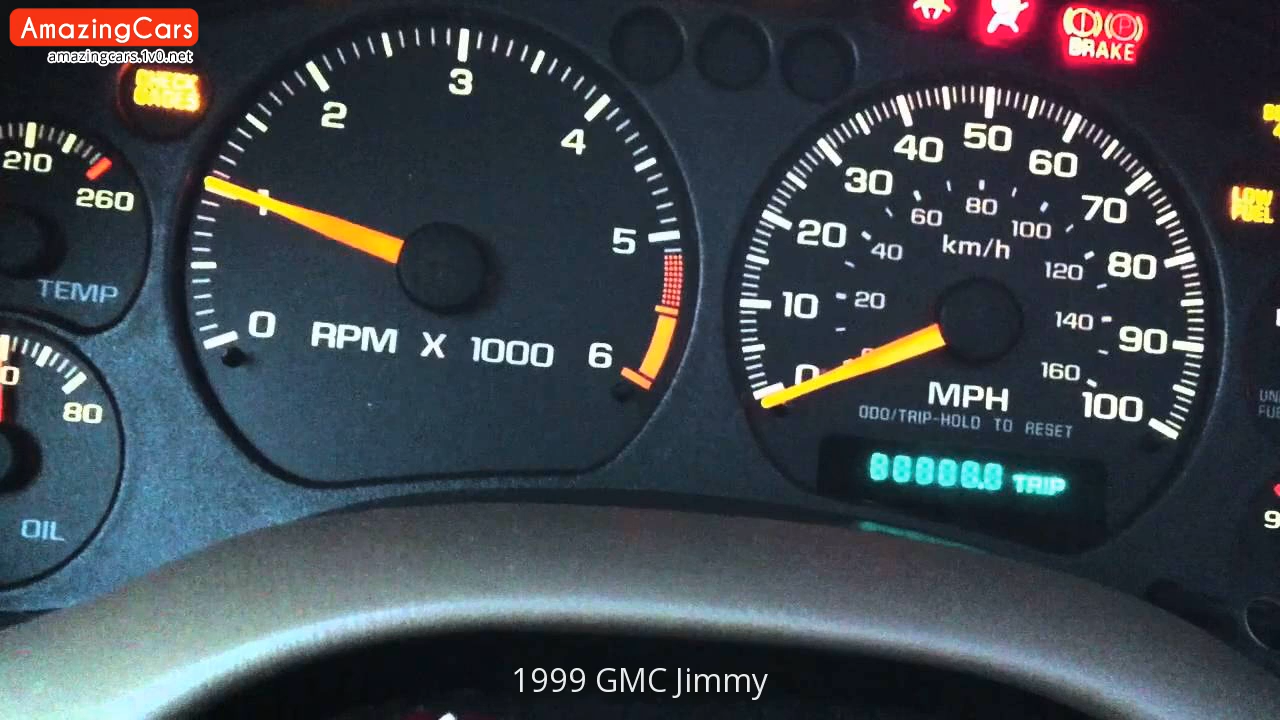 AmazingCars
amazingcars.1v0.net
CHECK
GAGES
BRAKE
LOW
FUEL
210
260
TEMP
80
OIL
0
1
2
3
4
5
6
RPM X 1000
0
10
20
30
40
50
60
70
80
90
100
20
40
60
80
100
120
140
160
km/h
MPH
ODO/TRIP-HOLD TO RESET
TRIP
1999 GMC Jimmy